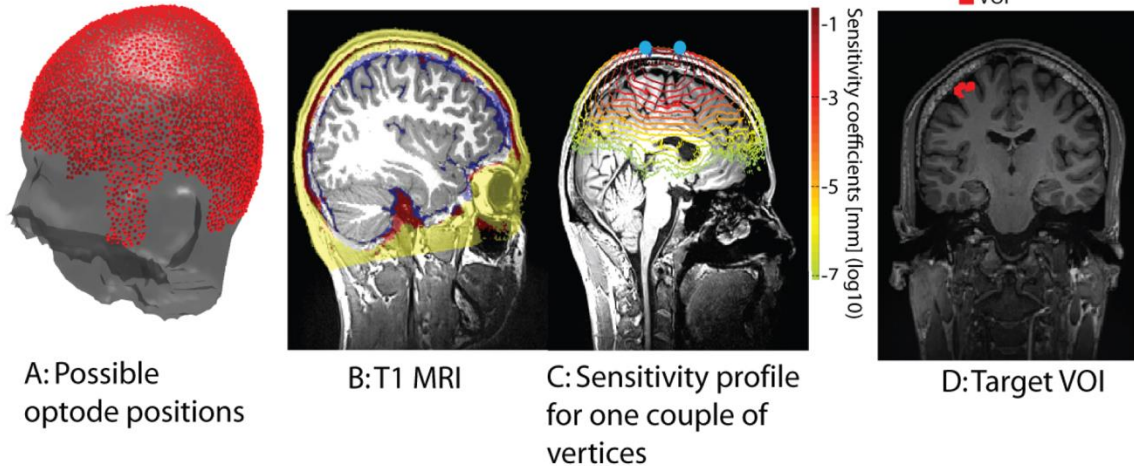 VOI
-1
-3
-5
-7
Sensitivity coefficients [mm] (log10)
A: Possible
optode positions
B: T1 MRI
C: Sensitivity profile
for one couple of
vertices
D: Target VOI